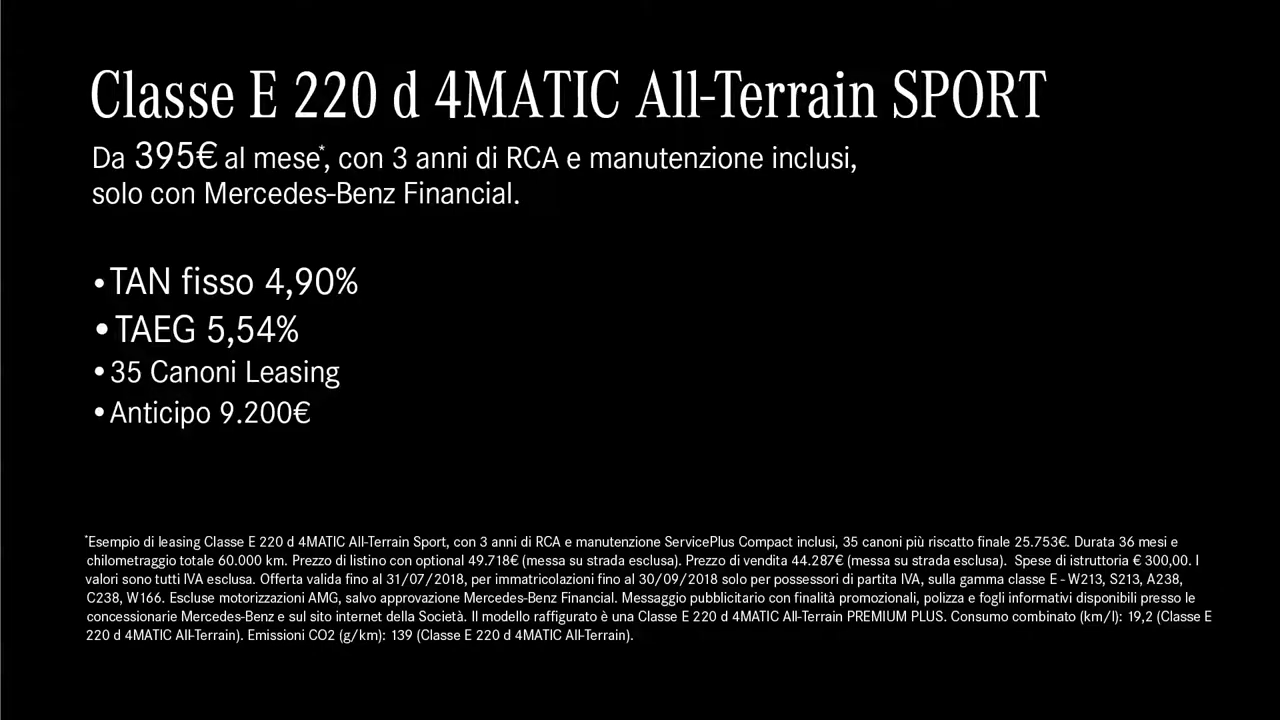 Classe E 220 d 4MATIC All-Terrain SPORT
Da 395€ al mese*, con 3 anni di RCA e manutenzione inclusi,
solo con Mercedes-Benz Financial.
• TAN fisso 4,90%
• TAEG 5,54%
• 35 Canoni Leasing
• Anticipo 9.200€
*Esempio di leasing Classe E 220 d 4MATIC All-Terrain Sport, con 3 anni di RCA e manutenzione ServicePlus Compact inclusi, 35 canoni più riscatto finale 25.753€. Durata 36 mesi e
chilometraggio totale 60.000 km. Prezzo di listino con optional 49.718€ (messa su strada esclusa). Prezzo di vendita 44.287€ (messa su strada esclusa). Spese di istruttoria € 300,00. I
valori sono tutti IVA esclusa. Offerta valida fino al 31/07/2018, per immatricolazioni fino al 30/09/2018 solo per possessori di partita IVA, sulla gamma classe E - W213, S213, A238,
C238, W166. Escluse motorizzazioni AMG, salvo approvazione Mercedes-Benz Financial. Messaggio pubblicitario con finalità promozionali, polizza e fogli informativi disponibili presso le
concessionarie Mercedes-Benz e sul sito internet della Società. Il modello raffigurato è una Classe E 220 d 4MATIC All-Terrain PREMIUM PLUS. Consumo combinato (km/l): 19,2 (Classe E
220 d 4MATIC All-Terrain). Emissioni CO2 (g/km): 139 (Classe E 220 d 4MATIC All-Terrain).